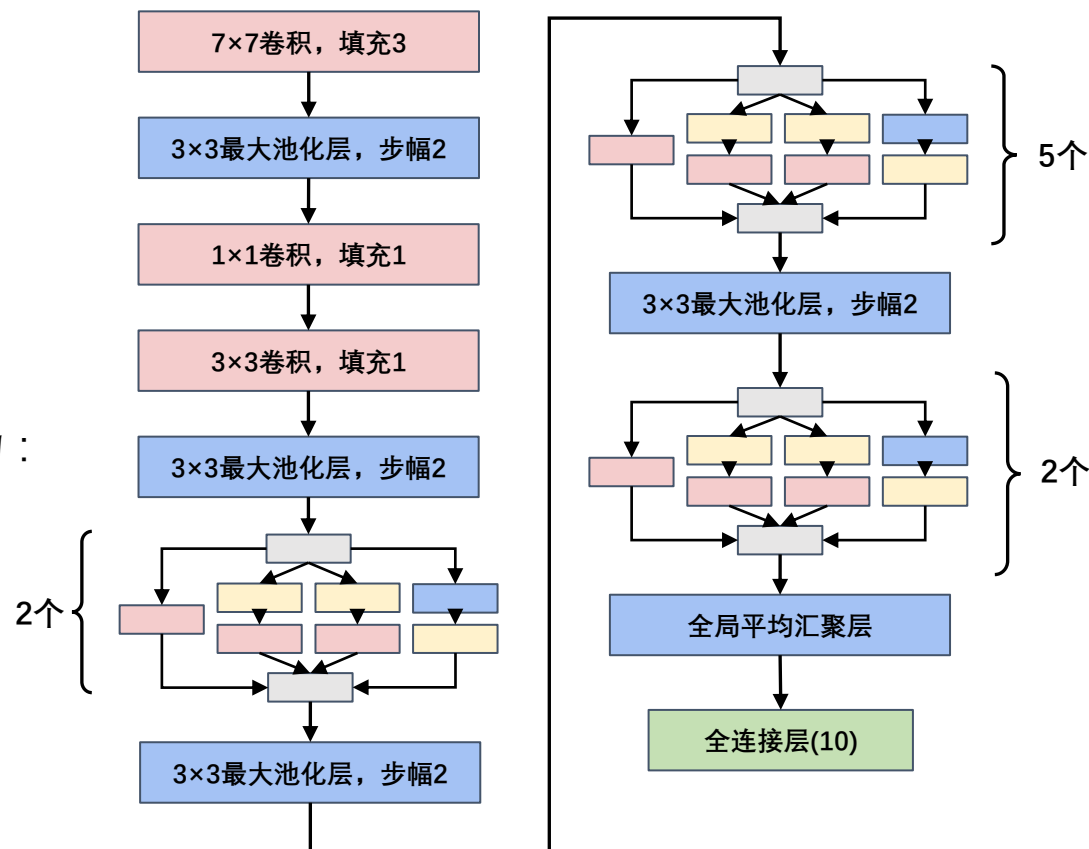 7×7卷积，填充3
3×3最大池化层，步幅2
1×1卷积，填充1
3×3卷积，填充1
3×3最大池化层，步幅2
：
2个
3×3最大池化层，步幅2
5个
3×3最大池化层，步幅2
2个
全局平均汇聚层
全连接层(10)